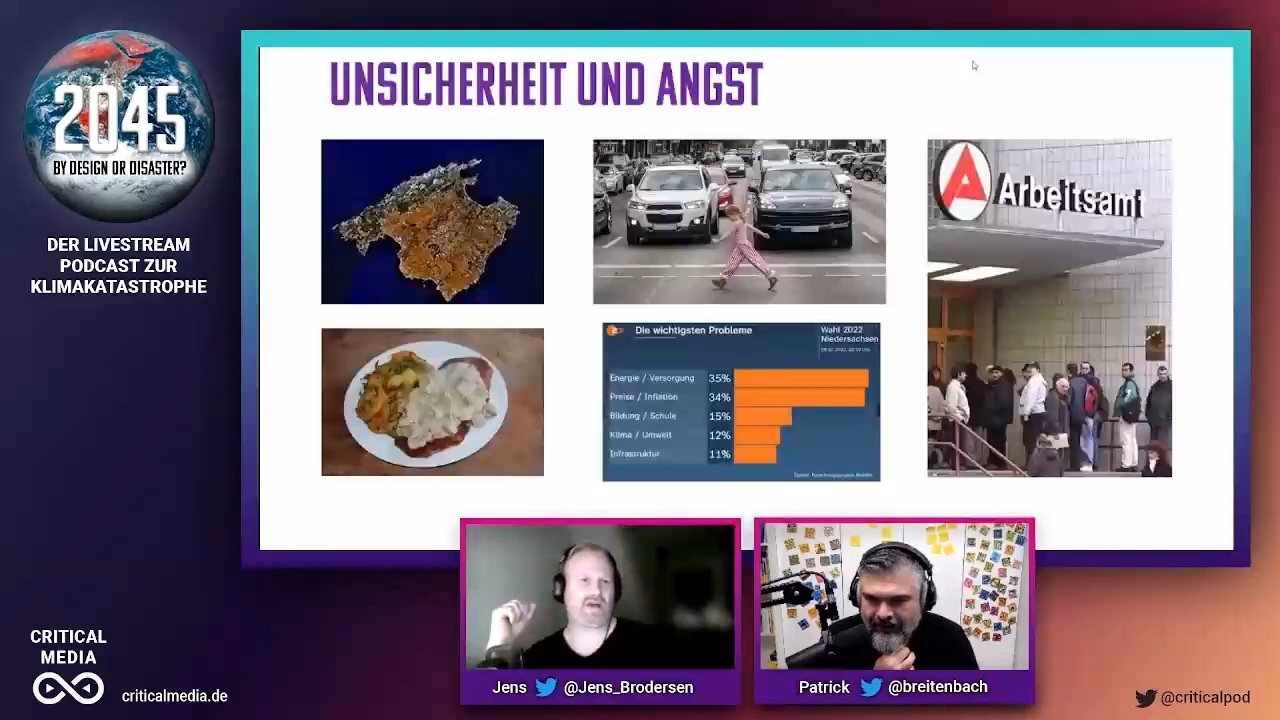 2045
BY DESIGN OR DISASTER?
DER LIVESTREAM
PODCAST ZUR
KLIMAKATASTROPHE
UNSICHERHEIT UND ANGST
Arbeitsamt
Die wichtigsten Probleme
Wahl 2022
Niedersachsen
Energie / Versorgung 35%
Preise / Inflation 34%
Bildung / Schule 15%
Klima / Umwelt 12%
Infrastruktur 11%
CRITICAL
MEDIA
criticalmedia.de
Jens @Jens_Brodersen
Patrick @breitenbach
@criticalpod